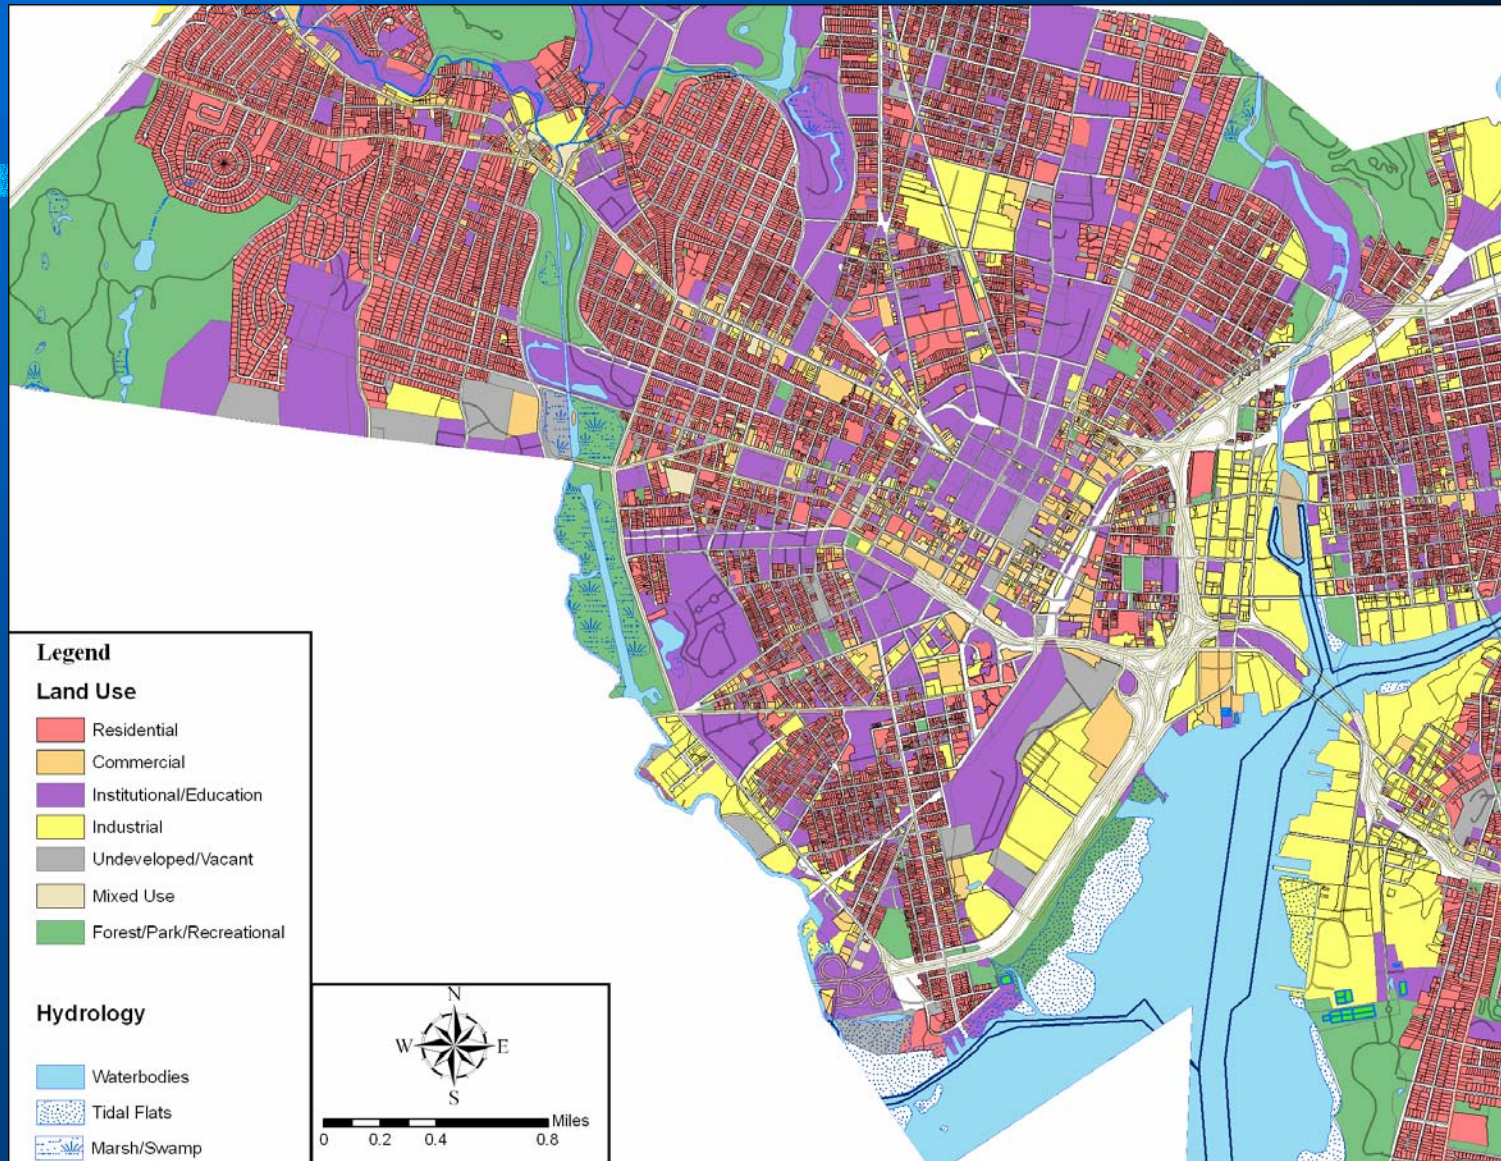 Legend
Land Use
Residential
Commercial
Institutional/Education
Industrial
Undeveloped/Vacant
Mixed Use
Forest/Park/Recreational
Hydrology
Waterbodies
Tidal Flats
Marsh/Swamp
N
W E
S
Miles
0 0.2 0.4 0.8